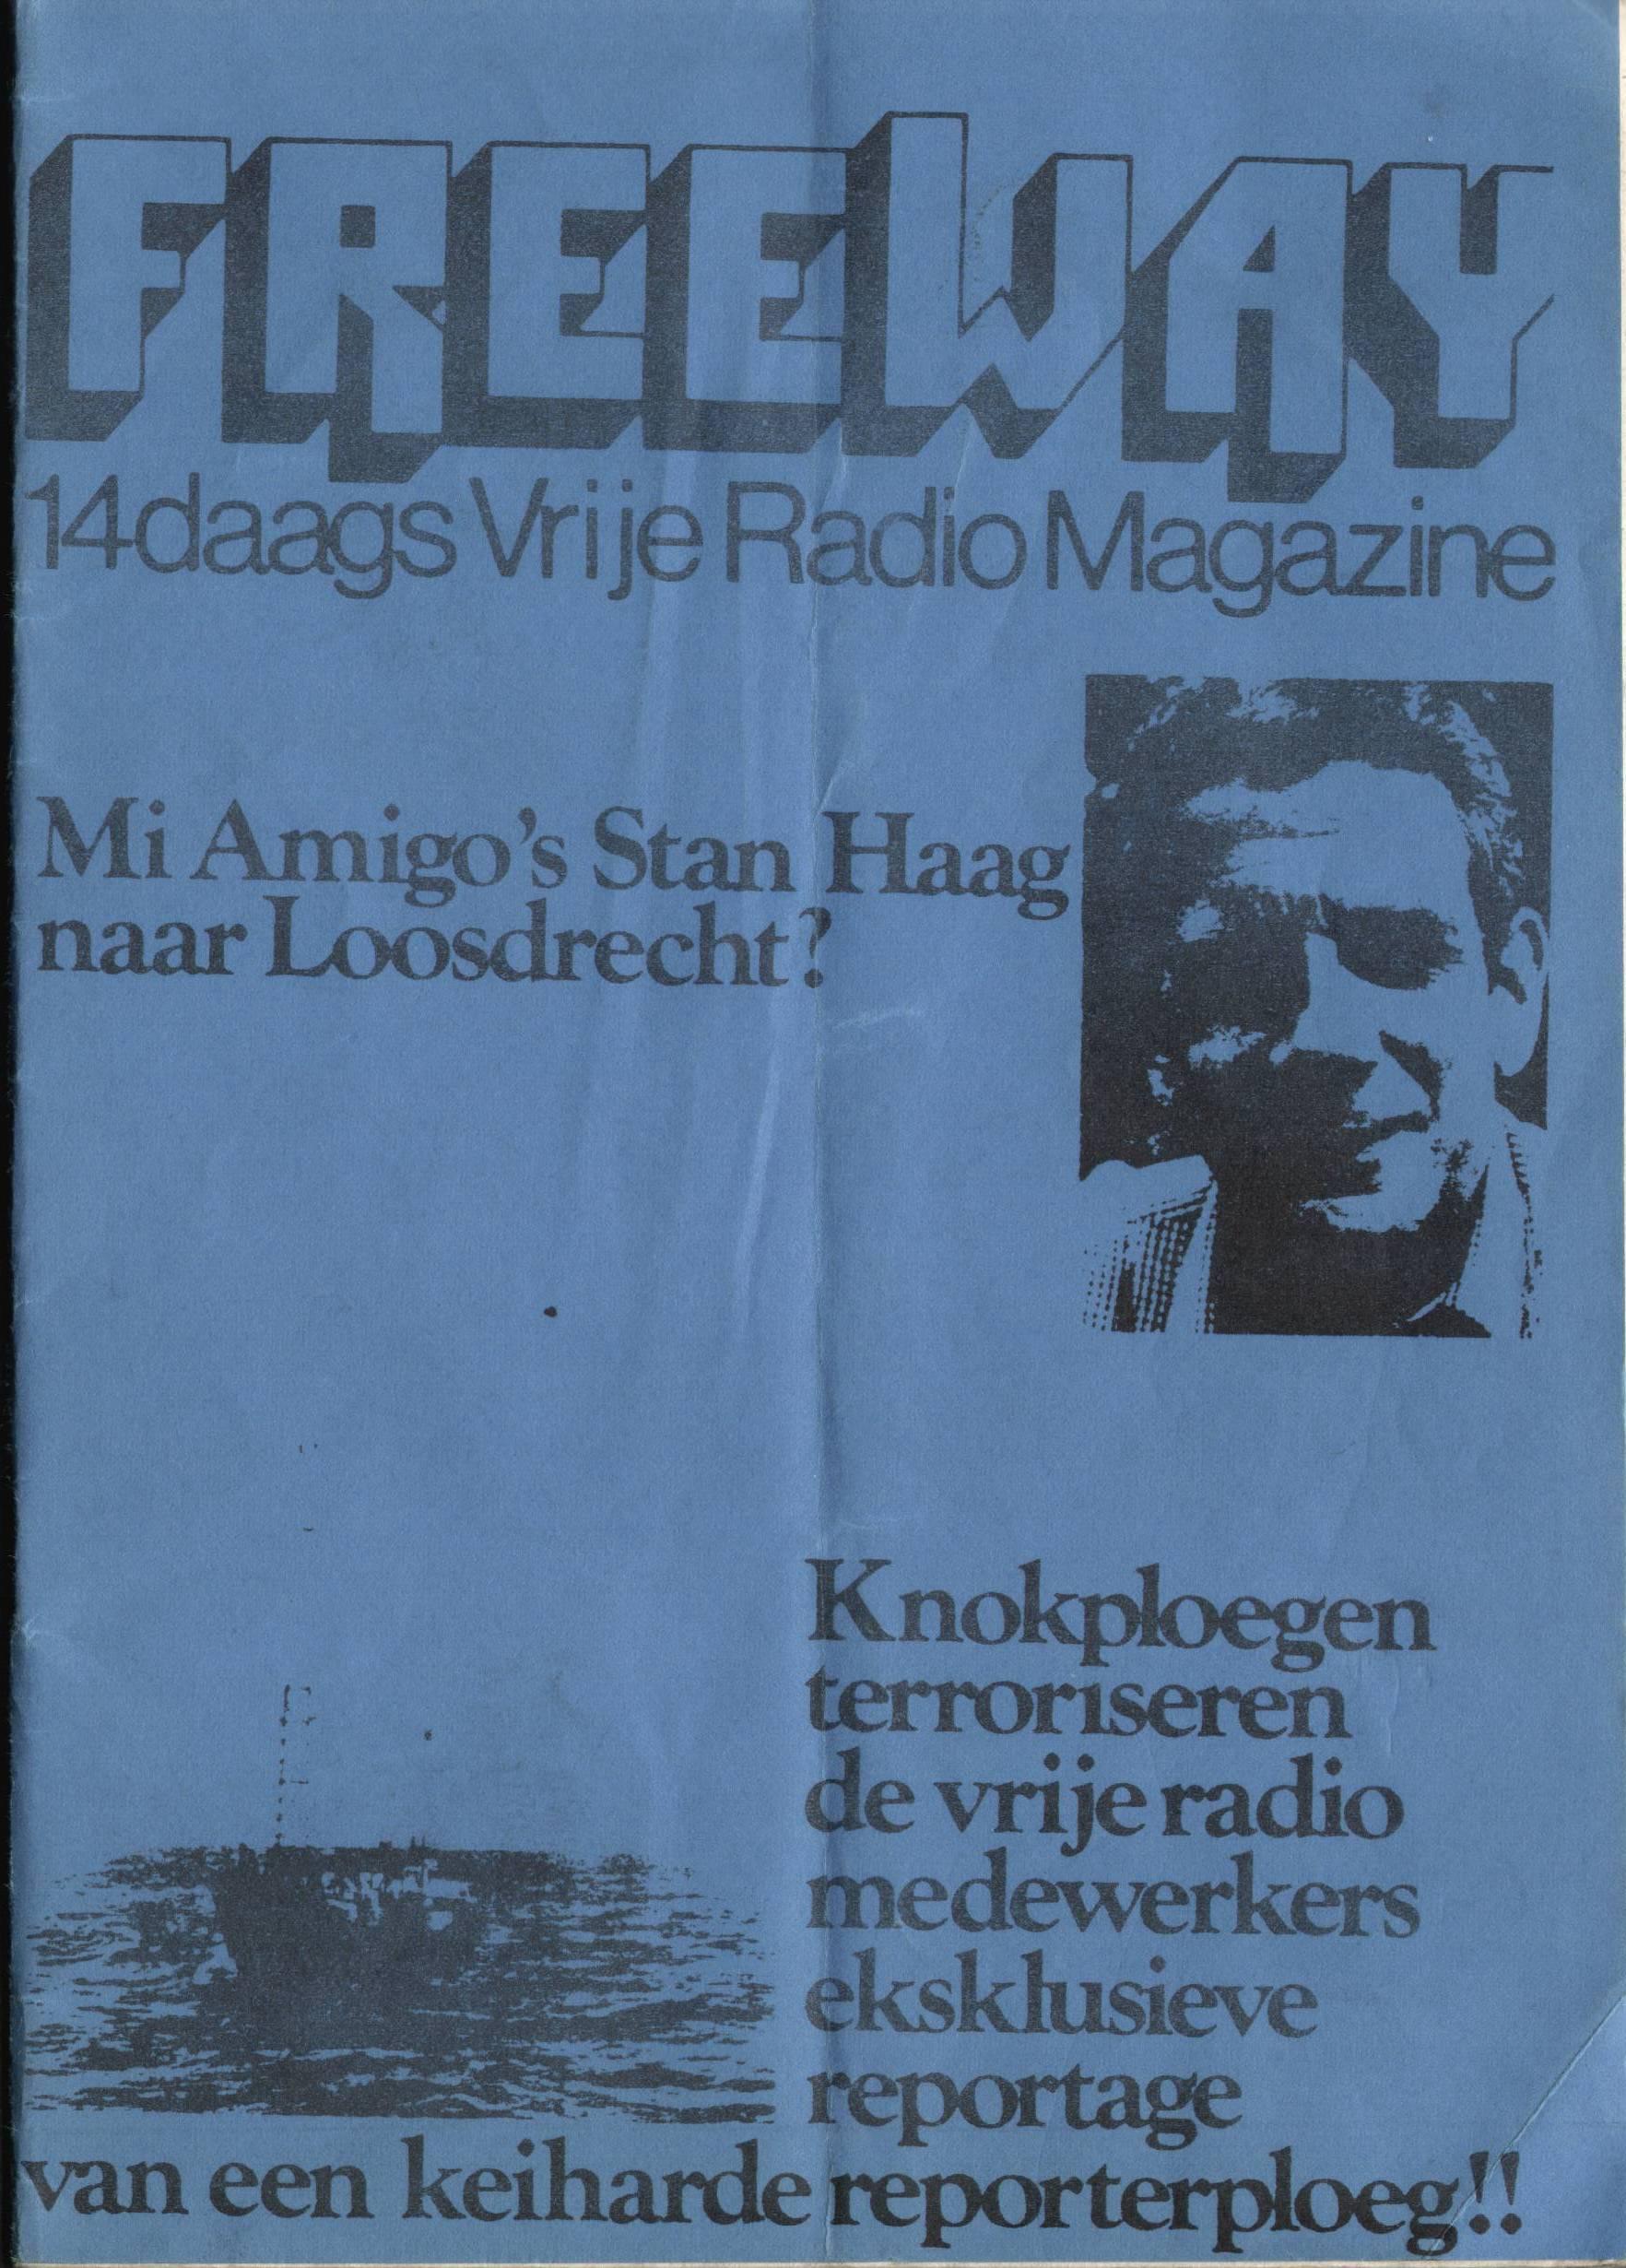 FREEWAY
14daags Vrije Radio Magazine
Mi Amigo's Stan Haag
naar Loosdrecht?
Knokploegen
terroriseren
de vrije radio
medewerkers
eksklusieve
reportage
van een keiharde reporterploeg!!